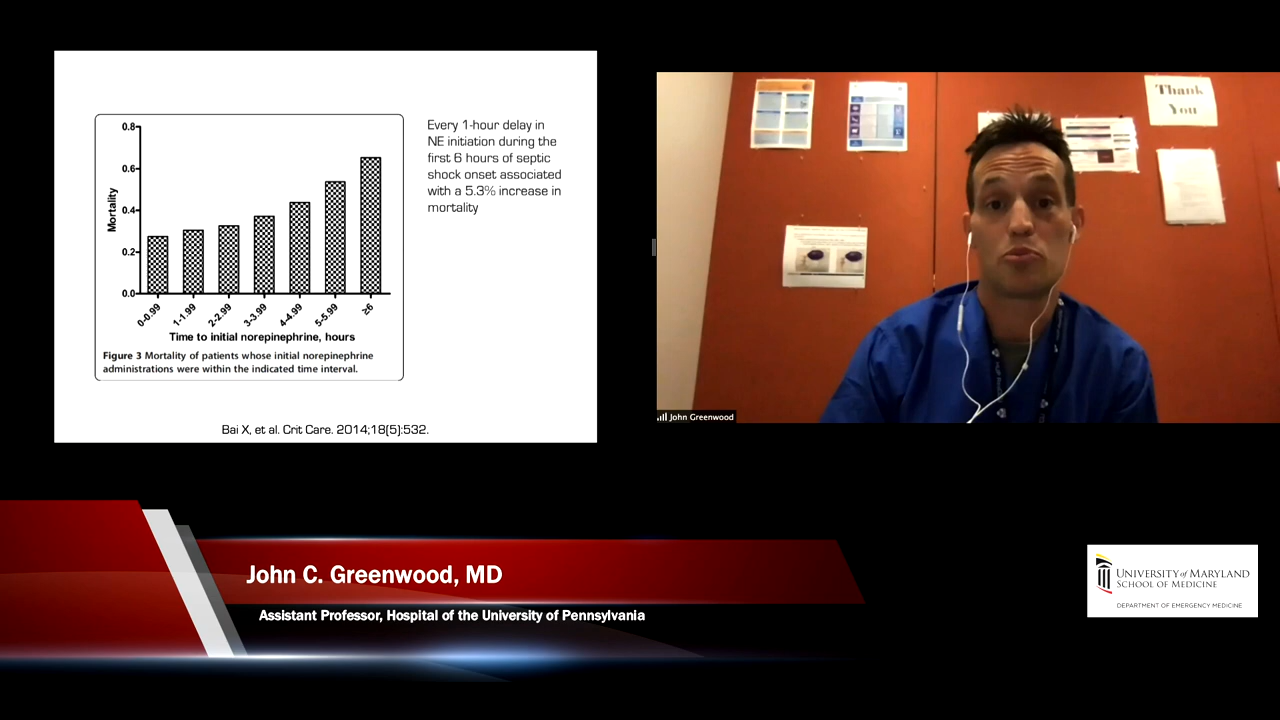 0.8
0.6
0.4
0.2
0.0
Mortality
0-0.99
1-1.99
2-2.99
3-3.99
4-4.99
5-5.99
≥6
Time to initial norepinephrine, hours
Figure 3 Mortality of patients whose initial norepinephrine
administrations were within the indicated time interval.
Every 1-hour delay in
NE initiation during the
first 6 hours of septic
shock onset associated
with a 5.3% increase in
mortality
Bai X, et al. Crit Care. 2014;18(5):532.
Thank
You
John Greenwood
John C. Greenwood, MD
Assistant Professor, Hospital of the University of Pennsylvania
UNIVERSITY of MARYLAND
SCHOOL OF MEDICINE
DEPARTMENT OF EMERGENCY MEDICINE